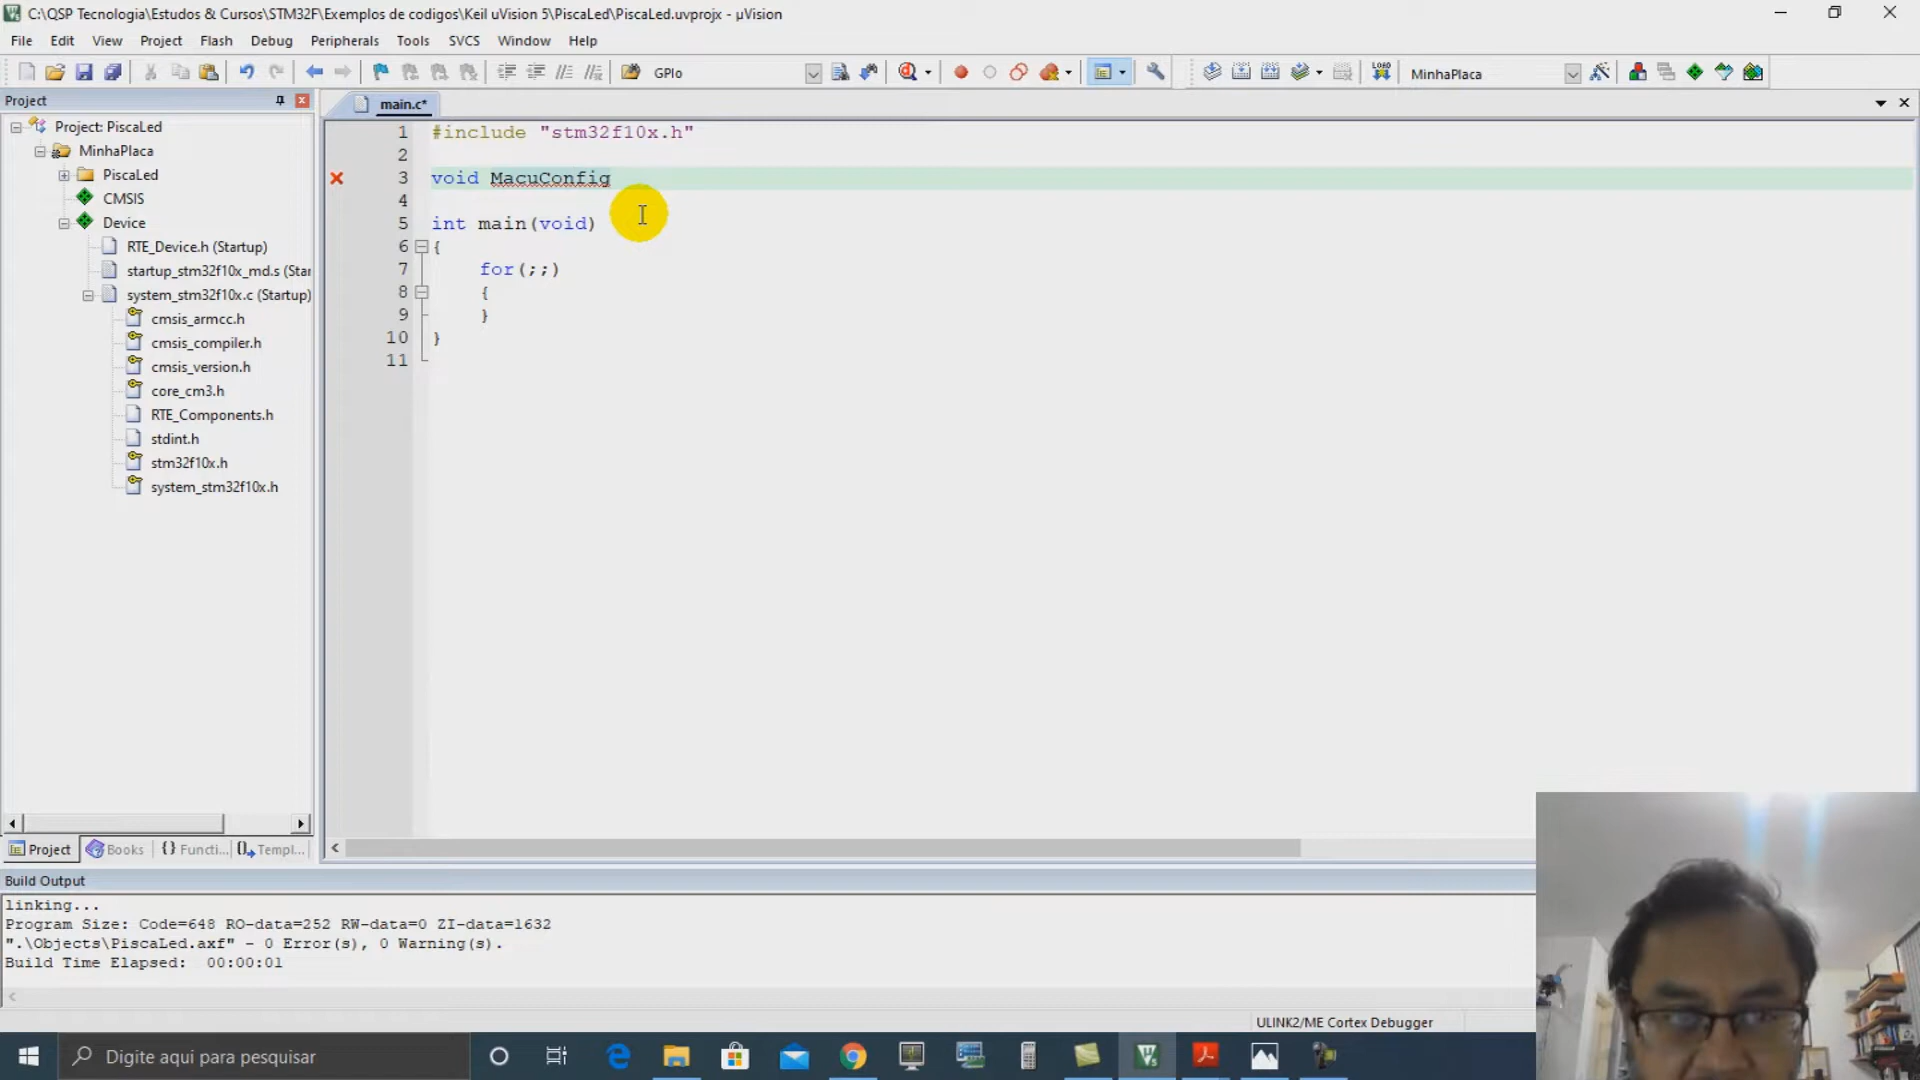 C:\QSP Tecnologia\Estudos & Cursos\STM32F\Exemplos de codigos\Keil uVision 5\PiscaLed\PiscaLed.uvprojx - µVision
File Edit View Project Flash Debug Peripherals Tools SVCS Window Help
GPIo
LOAD
MinhaPlaca
Project
main.c*
Project: PiscaLed
MinhaPlaca
PiscaLed
CMSIS
Device
RTE_Device.h (Startup)
startup_stm32f10x_md.s (Star
system_stm32f10x.c (Startup)
cmsis_armcc.h
cmsis_compiler.h
cmsis_version.h
core_cm3.h
RTE_Components.h
stdint.h
stm32f10x.h
system_stm32f10x.h
1 #include "stm32f10x.h"
2
3 void MacuConfig
4
5 int main(void)
6 {
7 for(;;)
8 {
9 }
10 }
11
Project Books {} Functi... Templ...
Build Output
linking...
Program Size: Code=648 RO-data=252 RW-data=0 ZI-data=1632
".\Objects\PiscaLed.axf" - 0 Error(s), 0 Warning(s).
Build Time Elapsed: 00:00:01
ULINK2/ME Cortex Debugger
Digite aqui para pesquisar